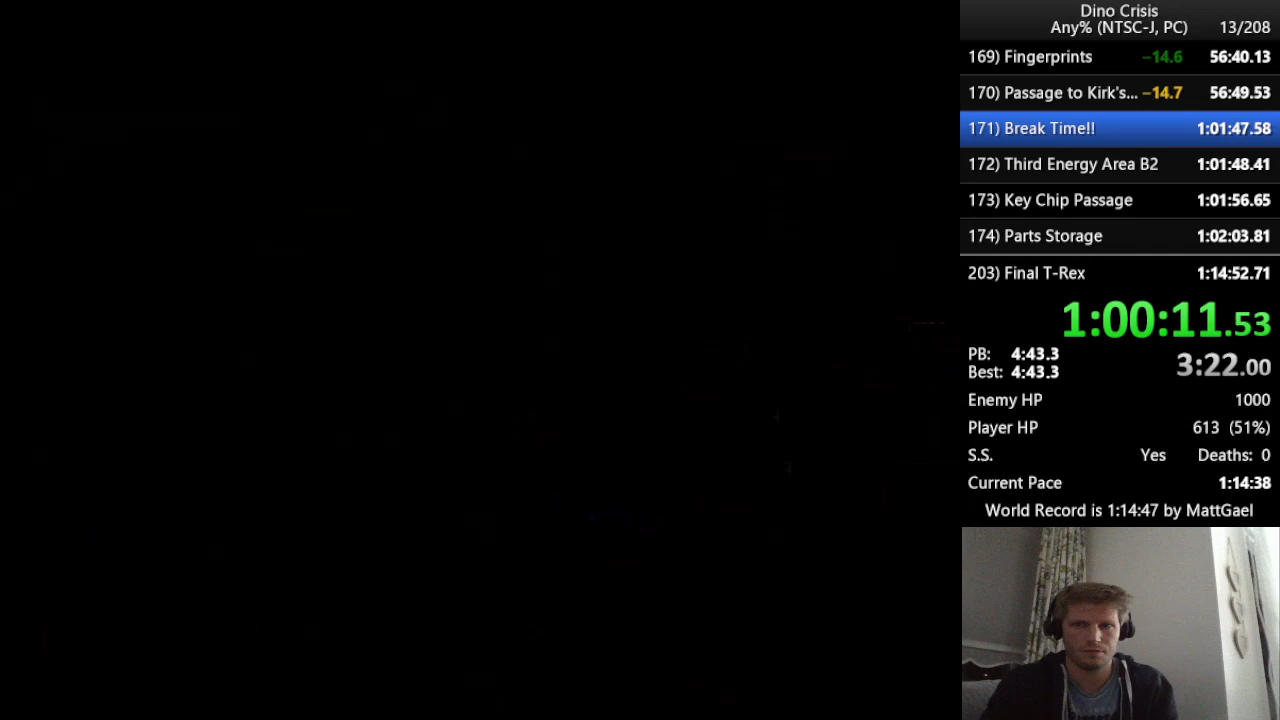 Dino Crisis
Any% (NTSC-J, PC) 13/208
169) Fingerprints −14.6 56:40.13
170) Passage to Kirk's... −14.7 56:49.53
171) Break Time!! 1:01:47.58
172) Third Energy Area B2 1:01:48.41
173) Key Chip Passage 1:01:56.65
174) Parts Storage 1:02:03.81
203) Final T-Rex 1:14:52.71
1:00:11.53
PB: 4:43.3
Best: 4:43.3
3:22.00
Enemy HP 1000
Player HP 613 (51%)
S.S. Yes Deaths: 0
Current Pace 1:14:38
World Record is 1:14:47 by MattGael